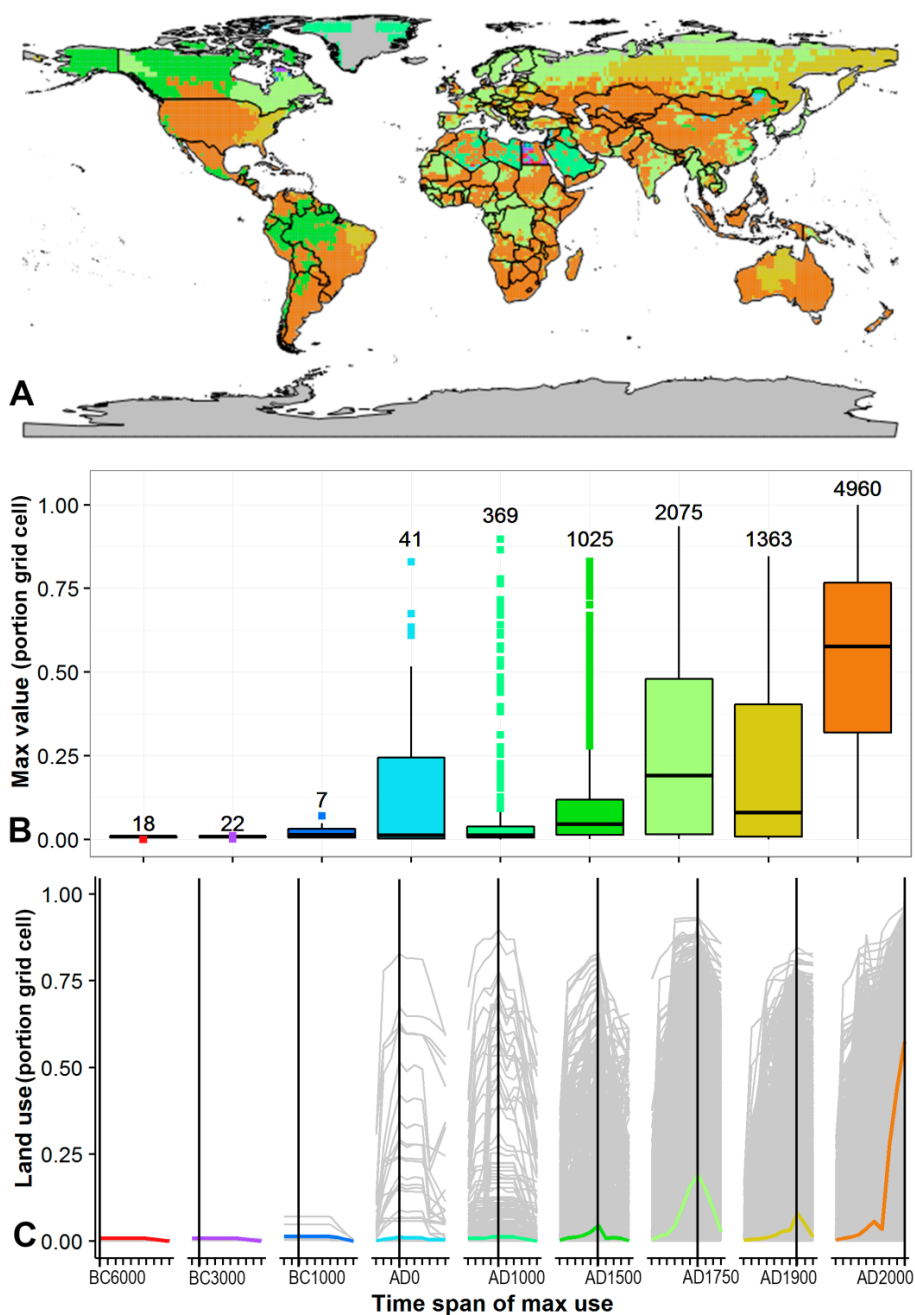 A
Max value (portion grid cell)
1.00
0.75
0.50
0.25
0.00
18
22
7
41
369
1025
2075
1363
4960
B
Land use (portion grid cell)
1.00
0.75
0.50
0.25
0.00
C
BC6000
BC3000
BC1000
AD0
AD1000
AD1500
AD1750
AD1900
AD2000
Time span of max use